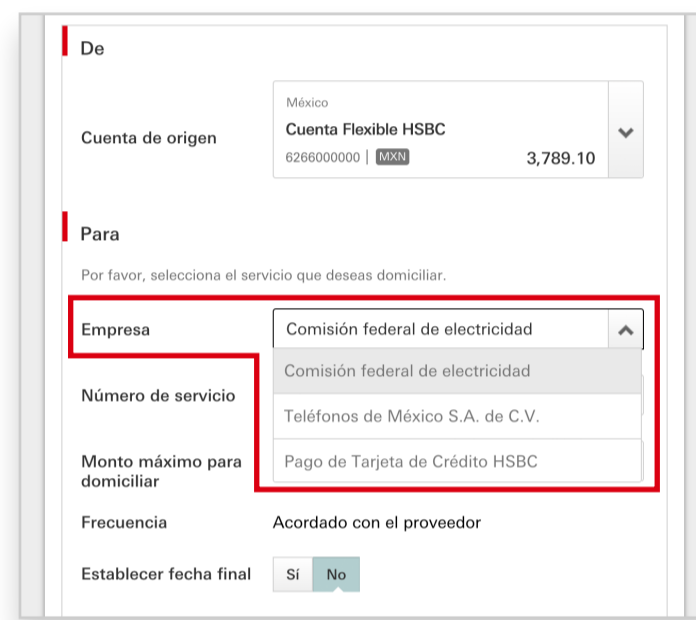 De
Cuenta de origen
México
Cuenta Flexible HSBC
6266000000 | MXN 3,789.10
Para
Por favor, selecciona el servicio que deseas domiciliar.
Empresa
Comisión federal de electricidad
Comisión federal de electricidad
Teléfonos de México S.A. de C.V.
Pago de Tarjeta de Crédito HSBC
Número de servicio
Monto máximo para
domiciliar
Frecuencia
Acordado con el proveedor
Establecer fecha final
Sí No